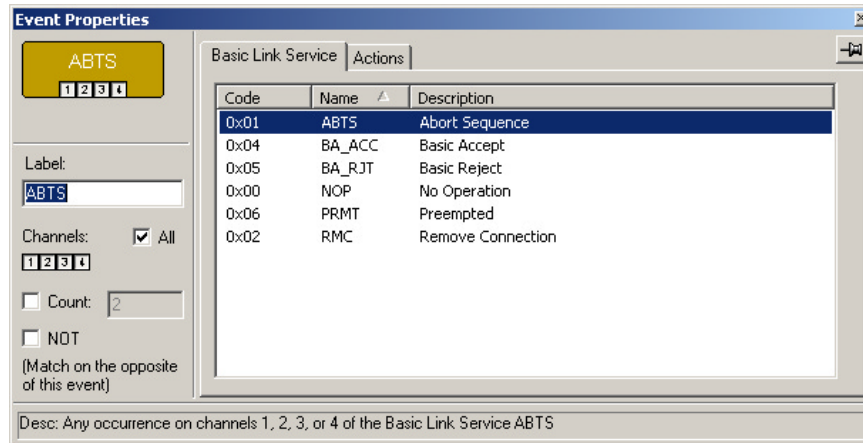 Event Properties
ABTS
1 2 3 4
Label:
ABTS
Channels: All
1 2 3 4
Count: 2
NOT
(Match on the opposite
of this event)
Basic Link Service Actions
Code Name Description
0x01 ABTS Abort Sequence
0x04 BA_ACC Basic Accept
0x05 BA_RJT Basic Reject
0x00 NOP No Operation
0x06 PRMT Preempted
0x02 RMC Remove Connection
Desc: Any occurrence on channels 1, 2, 3, or 4 of the Basic Link Service ABTS